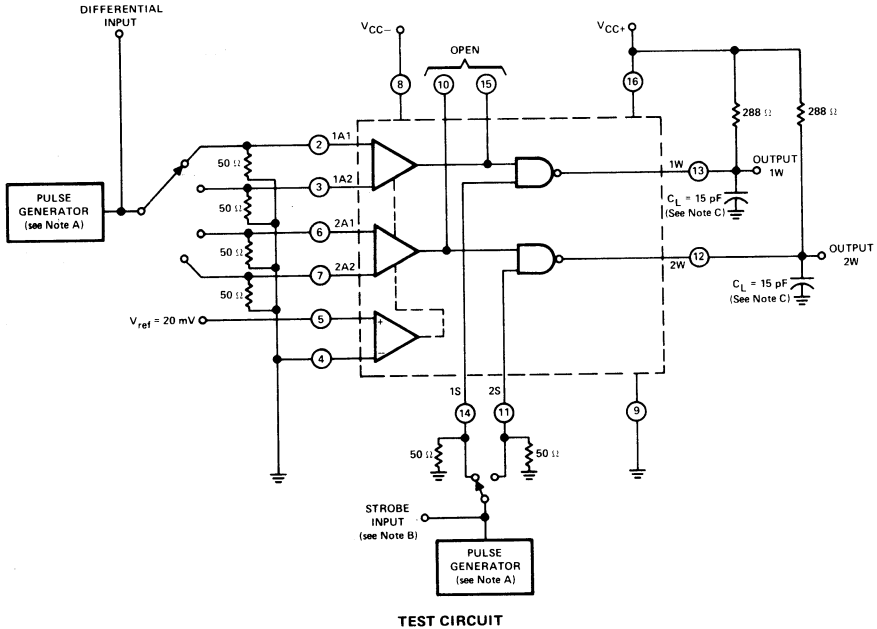 DIFFERENTIAL
INPUT
VCC−
VCC+
OPEN
8
10
15
16
288 Ω
288 Ω
50 Ω
2
1A1
1W
13
OUTPUT
1W
PULSE
GENERATOR
(see Note A)
50 Ω
3
1A2
CL = 15 pF
(See Note C)
50 Ω
6
2A1
50 Ω
7
2A2
2W
12
OUTPUT
2W
CL = 15 pF
(See Note C)
Vref = 20 mV
5
+
4
−
1S
2S
14
11
9
50 Ω
50 Ω
STROBE
INPUT
(see Note B)
PULSE
GENERATOR
(see Note A)
TEST CIRCUIT